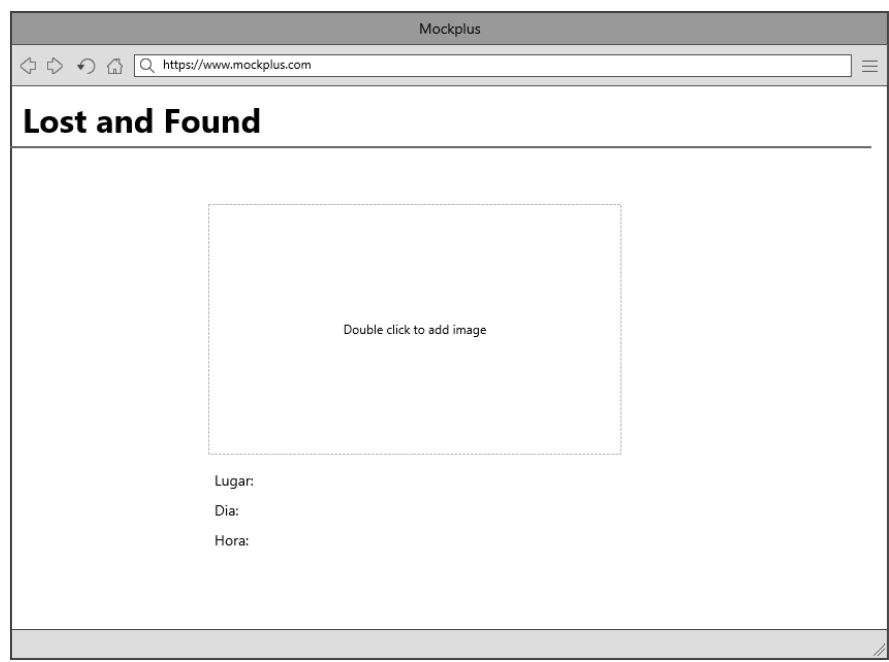 Mockplus
https://www.mockplus.com
Lost and Found
Double click to add image
Lugar:
Dia:
Hora: